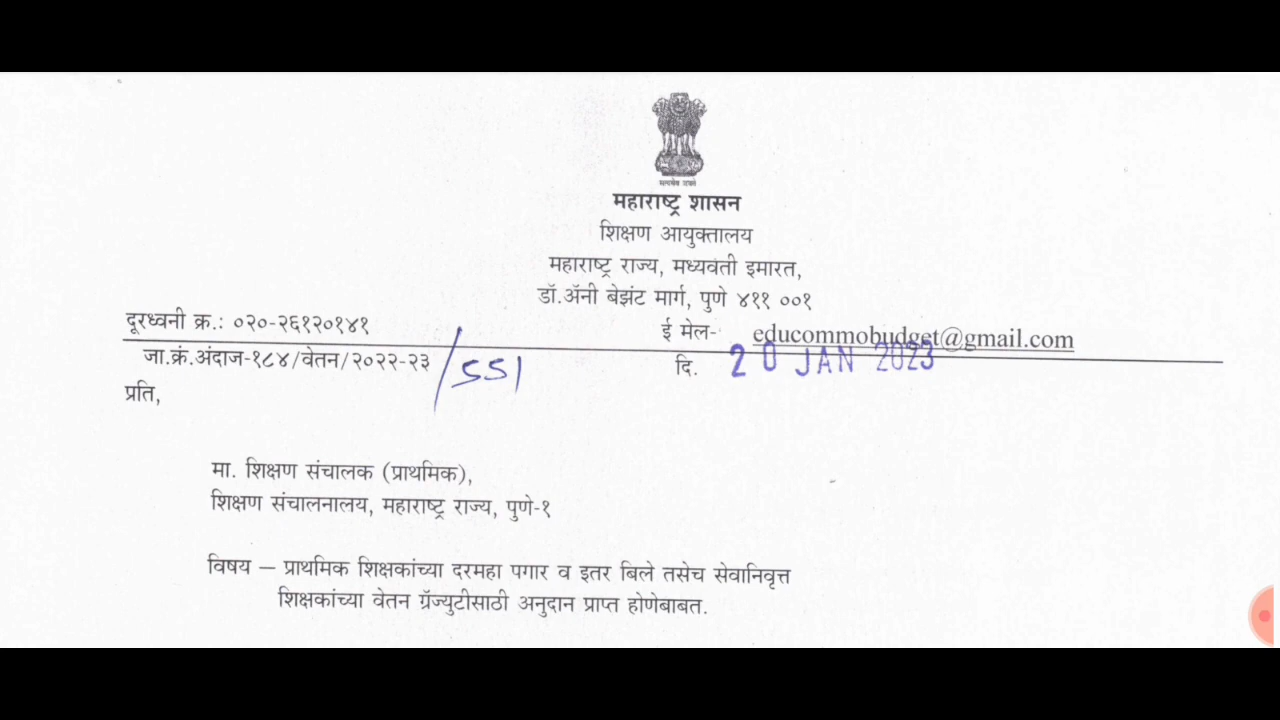 सत्यमेव जयते
महाराष्ट्र शासन
शिक्षण आयुक्तालय
महाराष्ट्र राज्य, मध्यवर्ती इमारत,
डॉ.ॲनी बेझंट मार्ग, पुणे ४११ ००१
दूरध्वनी क्र.: ०२०-२६१२०१४१ ई मेल- educommobudget@gmail.com
जा.क्रं.अंदाज-१८४/वेतन/२०२२-२३ /551 दि. 20 JAN 2023
प्रति,
मा. शिक्षण संचालक (प्राथमिक),
शिक्षण संचालनालय, महाराष्ट्र राज्य, पुणे-१
विषय – प्राथमिक शिक्षकांच्या दरमहा पगार व इतर बिले तसेच सेवानिवृत्त
शिक्षकांच्या वेतन ग्रॅज्युटीसाठी अनुदान प्राप्त होणेबाबत.